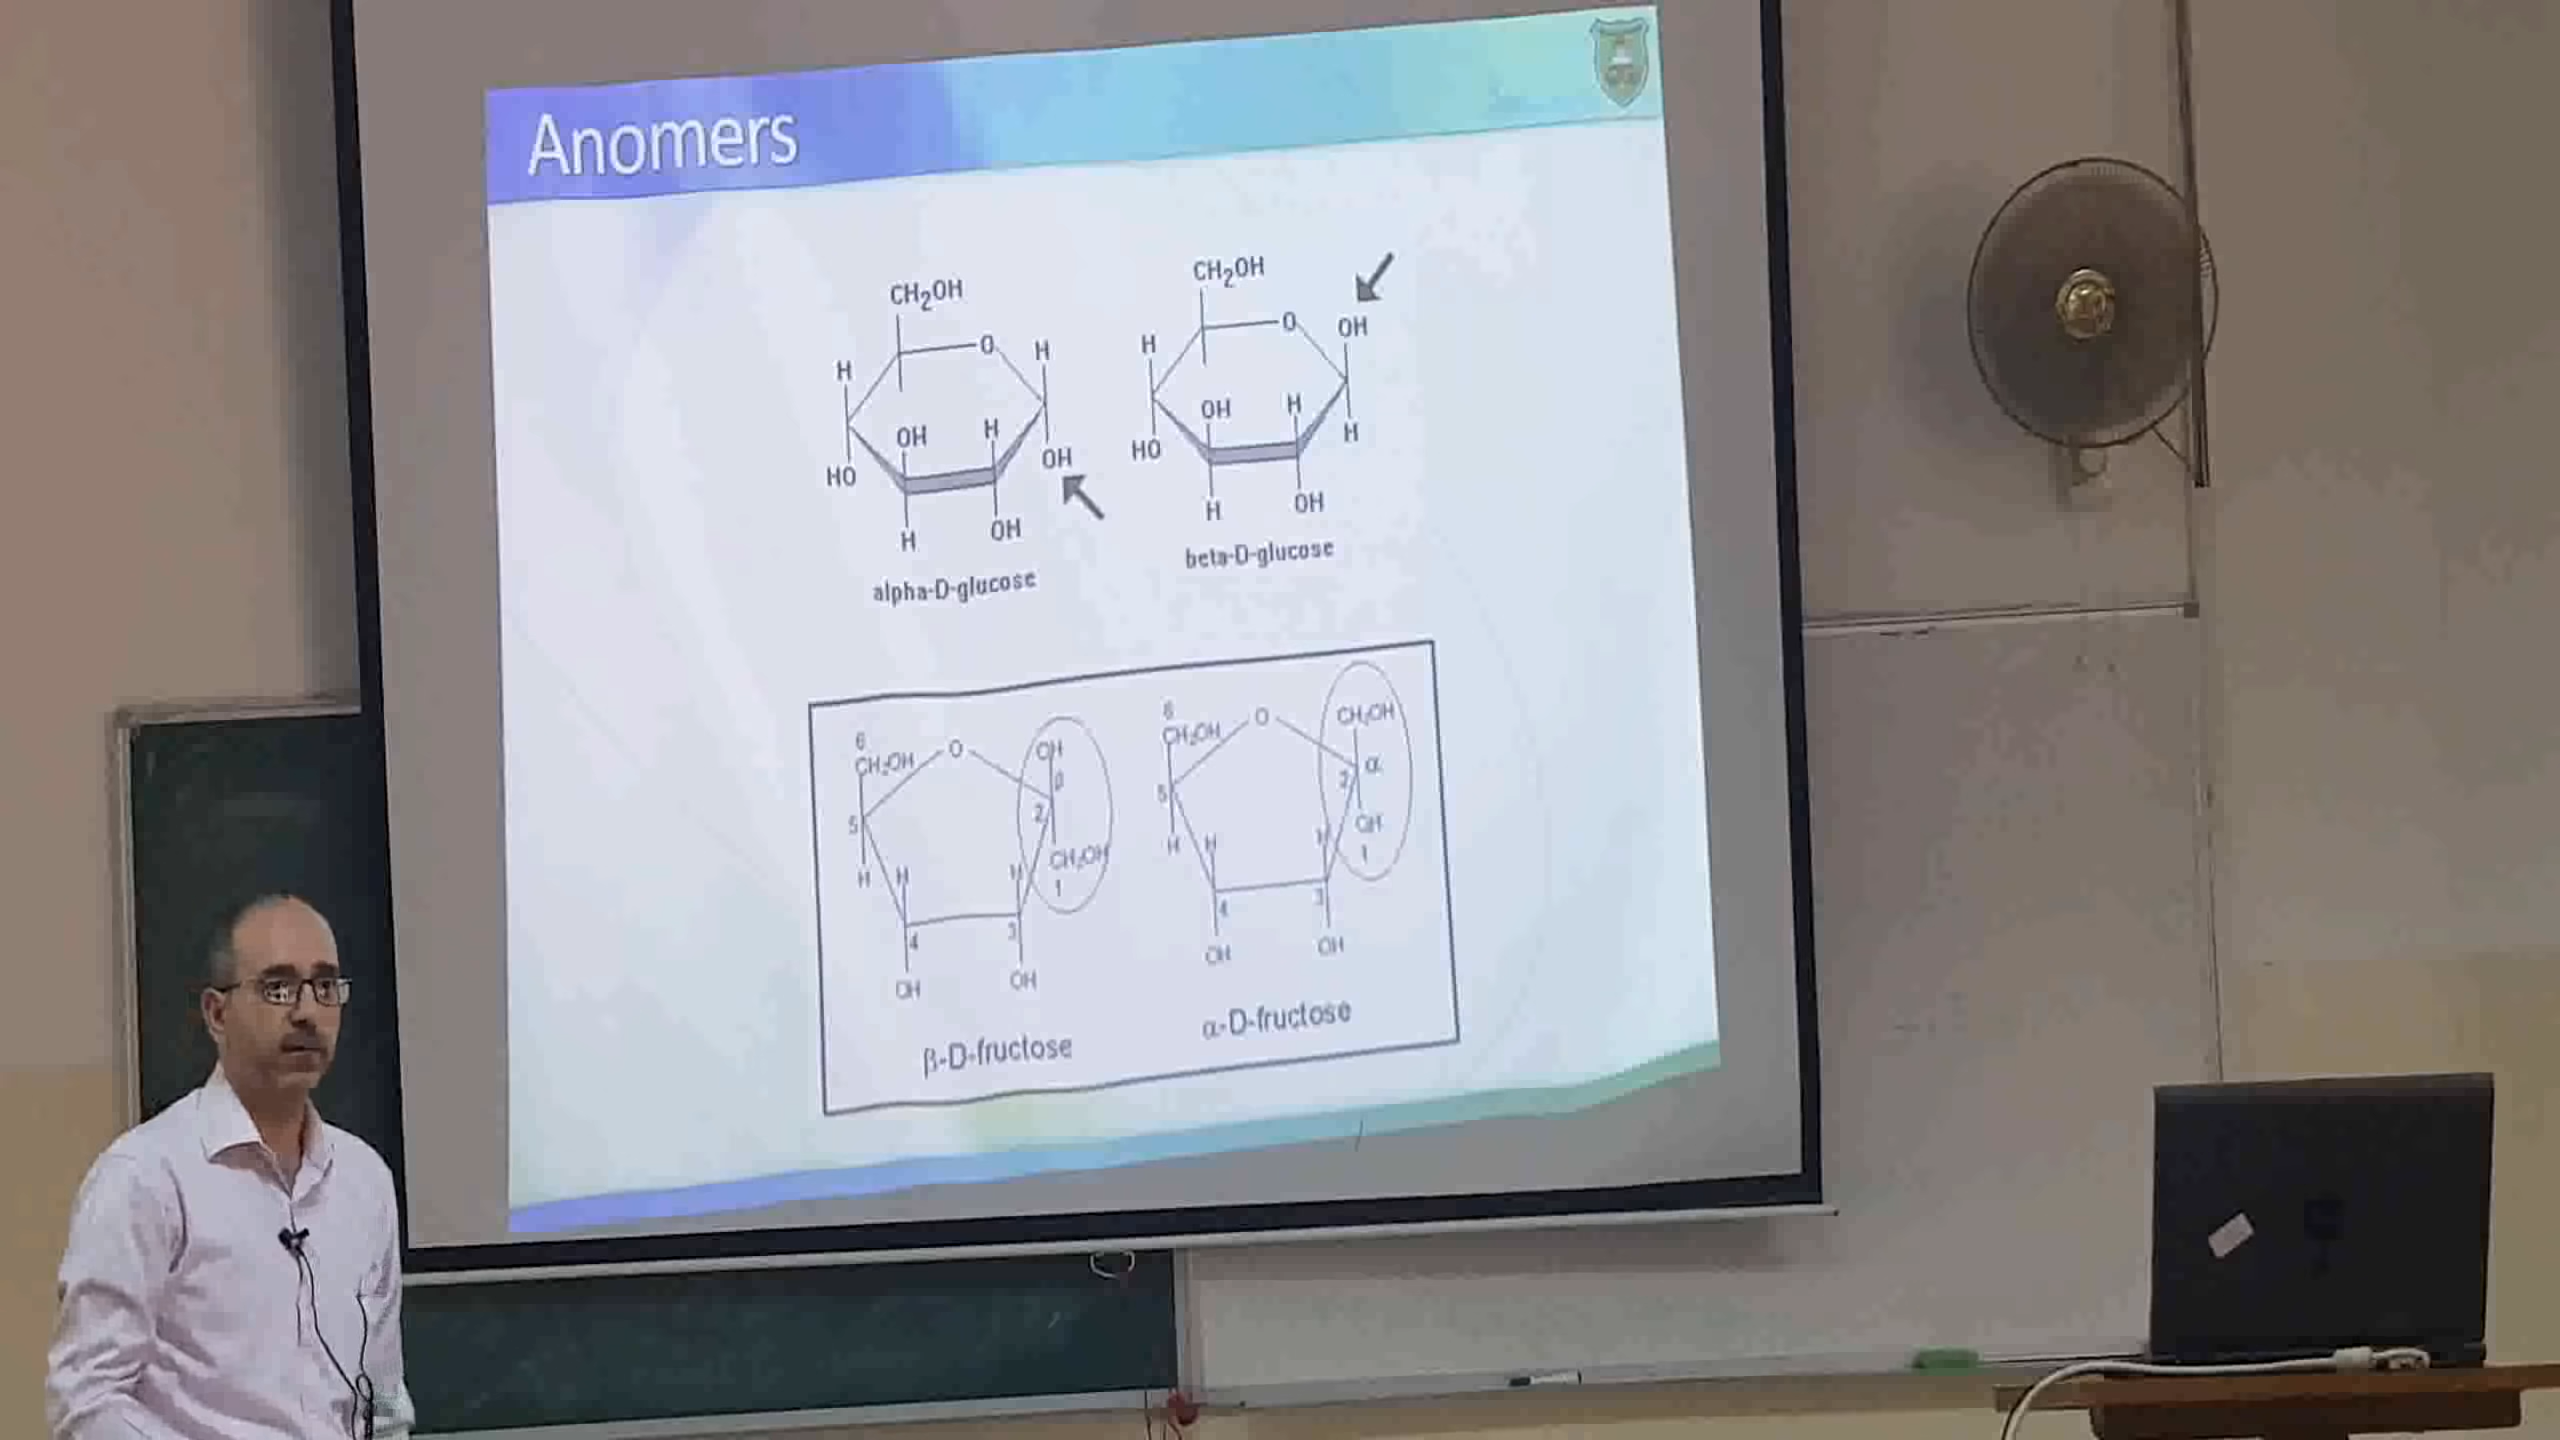 Anomers
CH2OH
O
H
H
OH
H
HO
OH
H
OH
alpha-D-glucose
CH2OH
OH
O
H
OH
H
HO
H
H
OH
beta-D-glucose
6
CH2OH
O
OH
β
5
2
H
H
H
CH2OH
1
4
3
OH
OH
β-D-fructose
6
CH2OH
O
CH2OH
α
5
2
H
H
H
OH
1
4
3
OH
OH
α-D-fructose